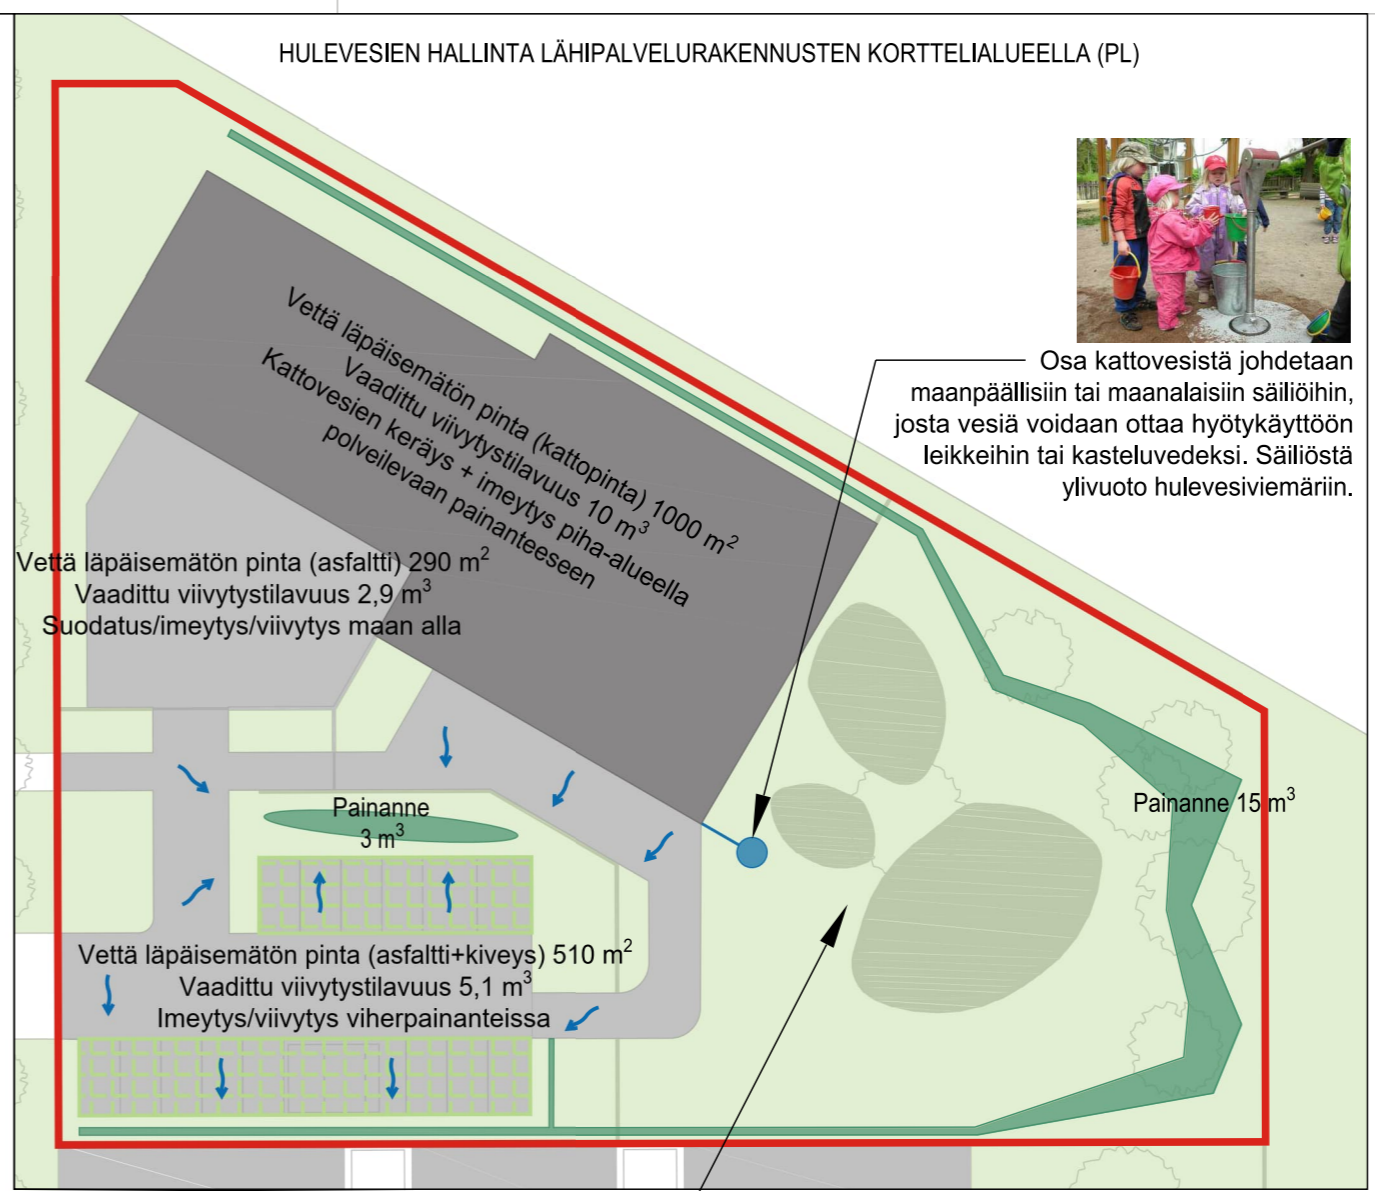 HULEVESIEN HALLINTA LÄHIPALVELURAKENNUSTEN KORTTELIALUEELLA (PL)
Osa kattovesistä johdetaan
maanpäällisiin tai maanalaisiin säiliöihin,
josta vesiä voidaan ottaa hyötykäyttöön
leikkeihin tai kasteluvedeksi. Säiliöstä
ylivuoto hulevesiviemäriin.
Vettä läpäisemätön pinta (kattopinta) 1000 m²
Vaadittu viivytystilavuus 10 m³
Kattovesien keräys + imeytys piha-alueella
polveilevaan painanteeseen
Vettä läpäisemätön pinta (asfaltti) 290 m²
Vaadittu viivytystilavuus 2,9 m³
Suodatus/imeytys/viivytys maan alla
Painanne
3 m³
Painanne 15 m³
Vettä läpäisemätön pinta (asfaltti+kiveys) 510 m²
Vaadittu viivytystilavuus 5,1 m³
Imeytys/viivytys viherpainanteissa